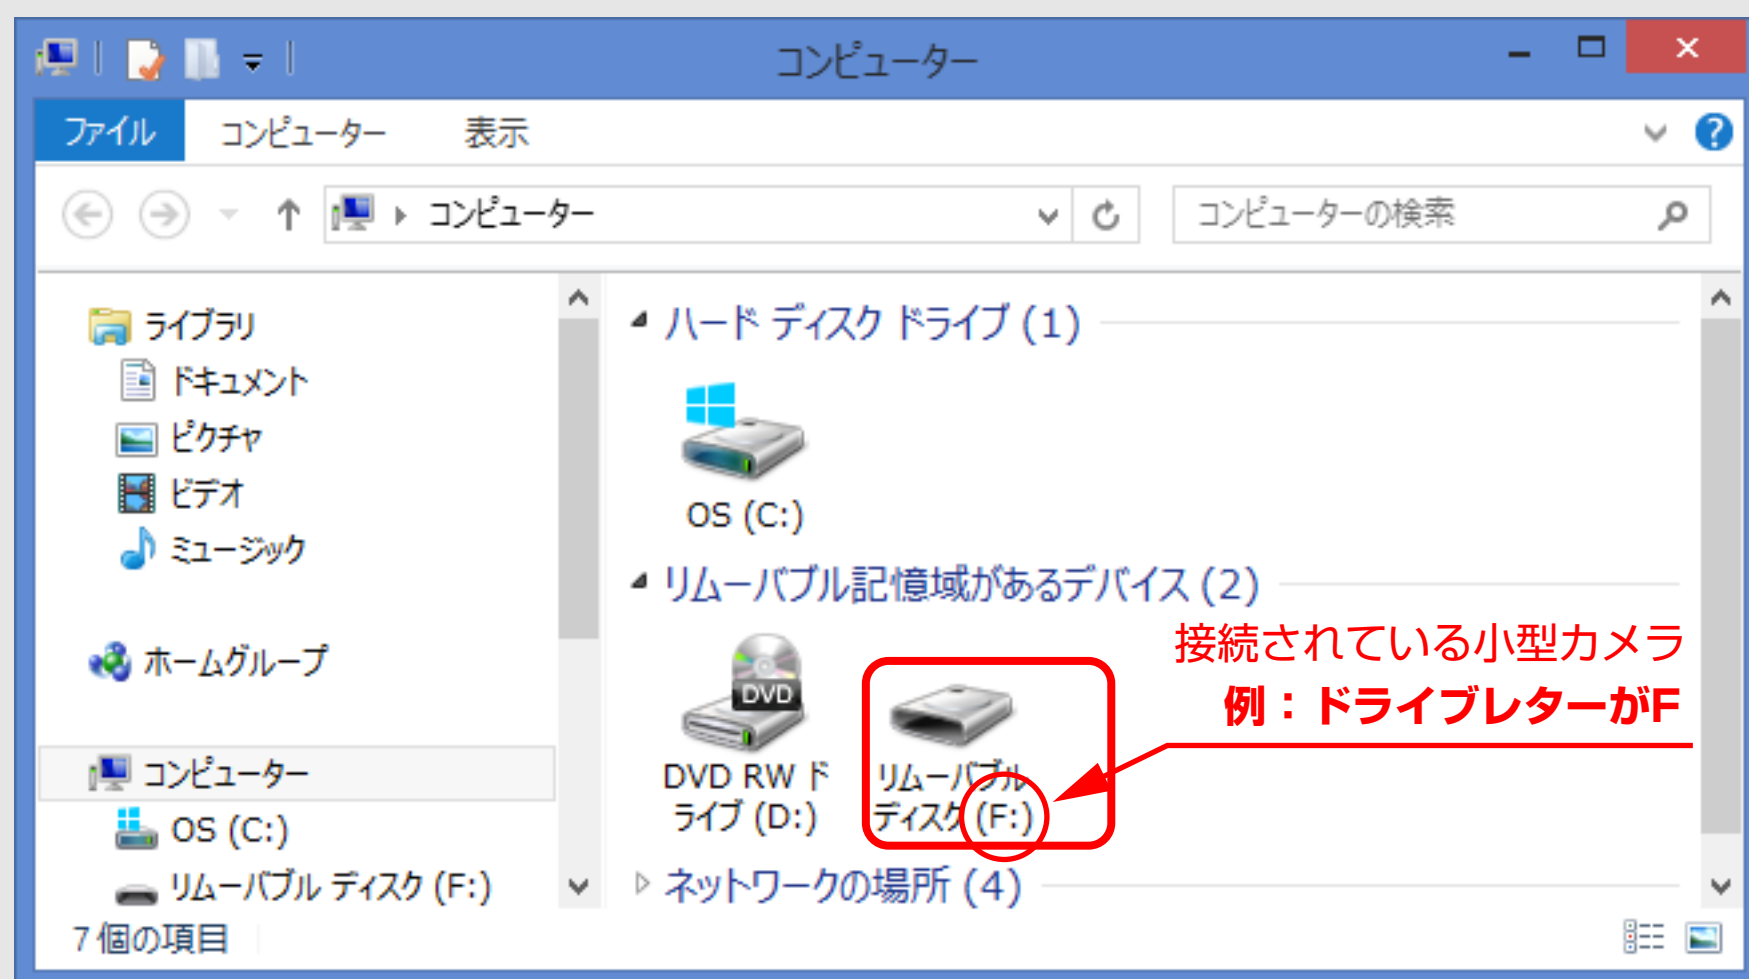 コンピューター
ファイル コンピューター 表示
コンピューター
コンピューターの検索
ライブラリ
ドキュメント
ピクチャ
ビデオ
ミュージック
ホームグループ
コンピューター
OS (C:)
リムーバブル ディスク (F:)
ハード ディスク ドライブ (1)
OS (C:)
リムーバブル記憶域があるデバイス (2)
接続されている小型カメラ
例：ドライブレターがF
DVD
DVD RW ド
ライブ (D:)
リムーバブル
ディスク (F:)
ネットワークの場所 (4)
7 個の項目